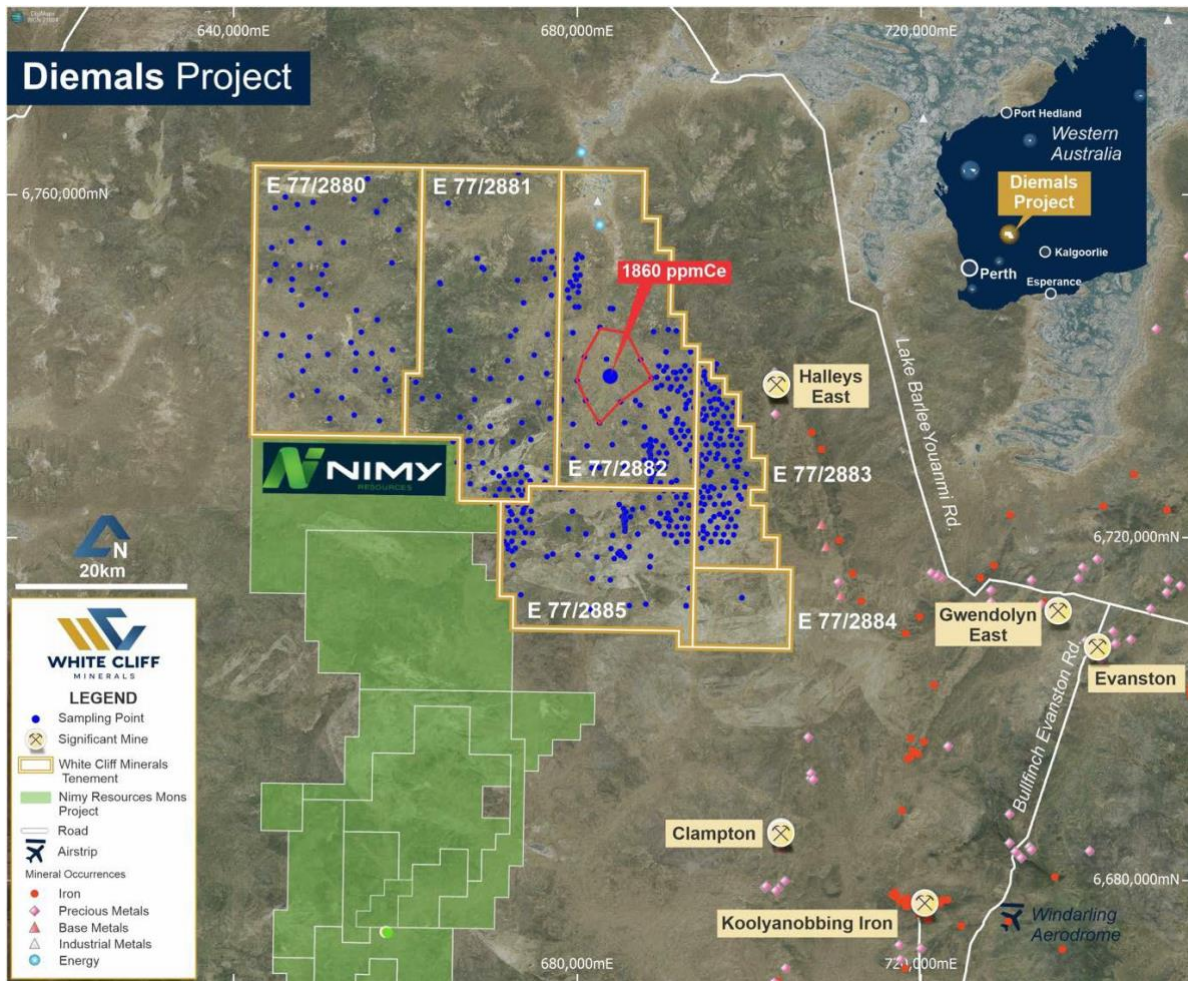 640,000mE
680,000mE
720,000mE
Diemals Project
Port Hedland
Western
Australia
Diemals
Project
Kalgoorlie
Perth
Esperance
6,760,000mN
E 77/2880
E 77/2881
1860 ppmCe
Lake BarleeYouanmi Rd.
Halleys
East
NIMY
RESOURCES
E 77/2882
E 77/2883
N
20km
6,720,000mN
E 77/2885
E 77/2884
Gwendolyn
East
Evanston
Bullfinch Evanston Rd.
WHITE CLIFF
MINERALS
LEGEND
Sampling Point
Significant Mine
White Cliff Minerals
Tenement
Nimy Resources Mons
Project
Road
Airstrip
Mineral Occurrences
Iron
Precious Metals
Base Metals
Industrial Metals
Energy
Clampton
6,680,000mN
Koolyanobbing Iron
Windarling
Aerodrome
680,000mE
720,000mE